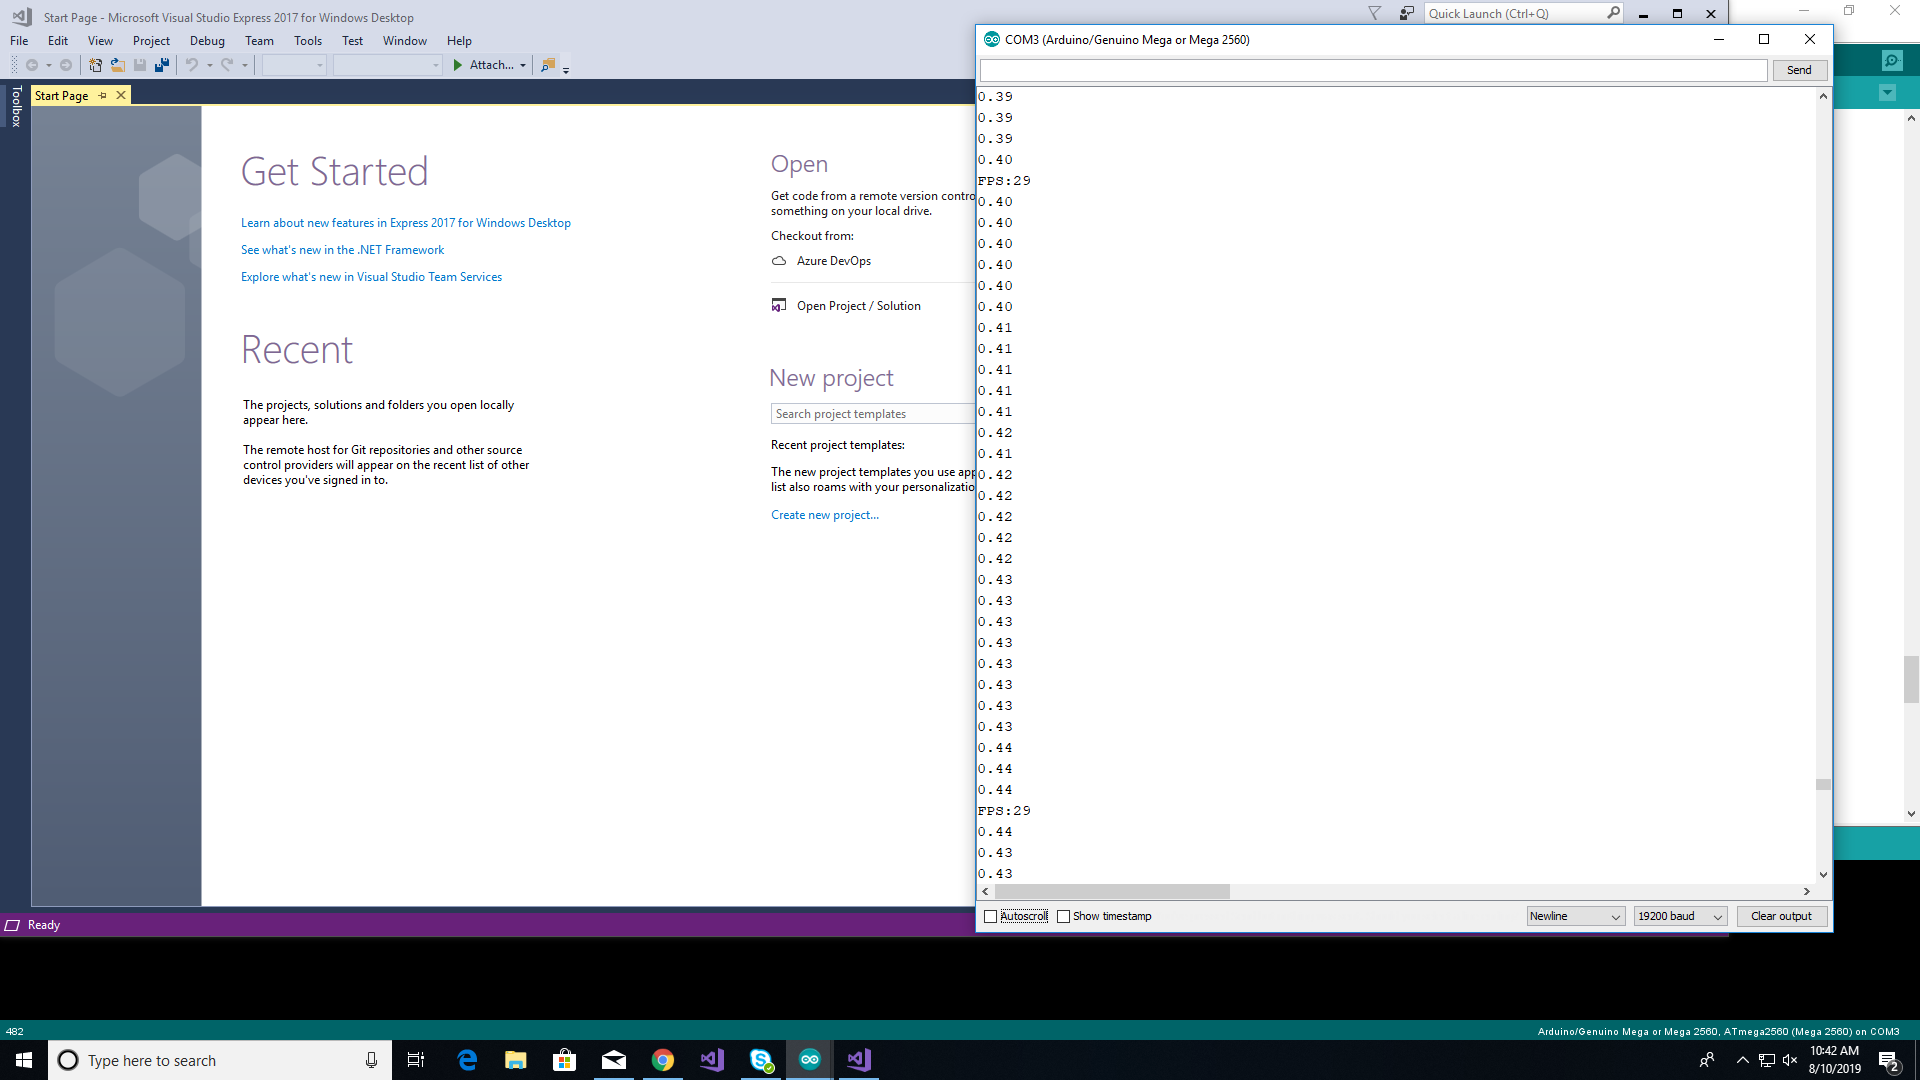 Start Page - Microsoft Visual Studio Express 2017 for Windows Desktop
Quick Launch (Ctrl+Q)
File Edit View Project Debug Team Tools Test Window Help
Attach...
Toolbox
Start Page
Get Started
Learn about new features in Express 2017 for Windows Desktop
See what's new in the .NET Framework
Explore what's new in Visual Studio Team Services
Recent
The projects, solutions and folders you open locally
appear here.
The remote host for Git repositories and other source
control providers will appear on the recent list of other
devices you've signed in to.
Open
Get code from a remote version contro
something on your local drive.
Checkout from:
Azure DevOps
Open Project / Solution
New project
Search project templates
Recent project templates:
The new project templates you use app
list also roams with your personalizatio
Create new project...
Ready
COM3 (Arduino/Genuino Mega or Mega 2560)
Send
0.39
0.39
0.39
0.40
FPS:29
0.40
0.40
0.40
0.40
0.40
0.40
0.41
0.41
0.41
0.41
0.41
0.42
0.41
0.42
0.42
0.42
0.42
0.42
0.43
0.43
0.43
0.43
0.43
0.43
0.43
0.43
0.44
0.44
0.44
FPS:29
0.44
0.43
0.43
Autoscroll Show timestamp Newline 19200 baud Clear output
482
Arduino/Genuino Mega or Mega 2560, ATmega2560 (Mega 2560) on COM3
Type here to search
10:42 AM
8/10/2019
2